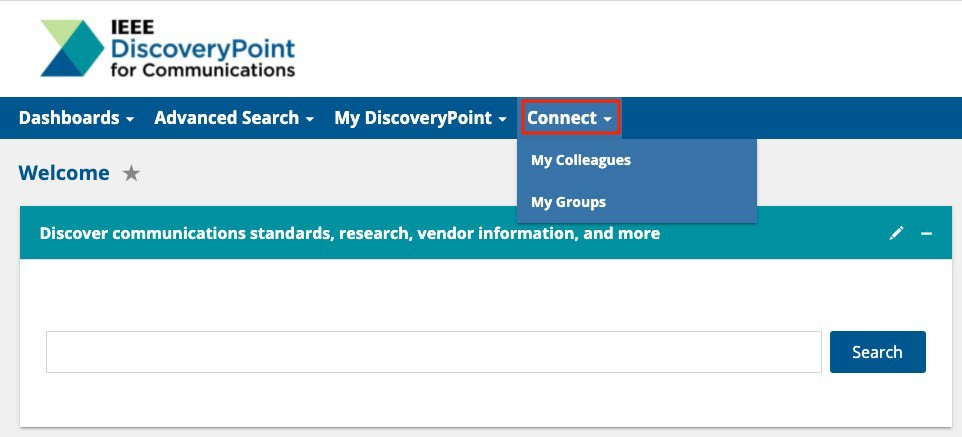 IEEE
DiscoveryPoint
for Communications
Dashboards Advanced Search My DiscoveryPoint Connect
My Colleagues
My Groups
Welcome
Discover communications standards, research, vendor information, and more
Search